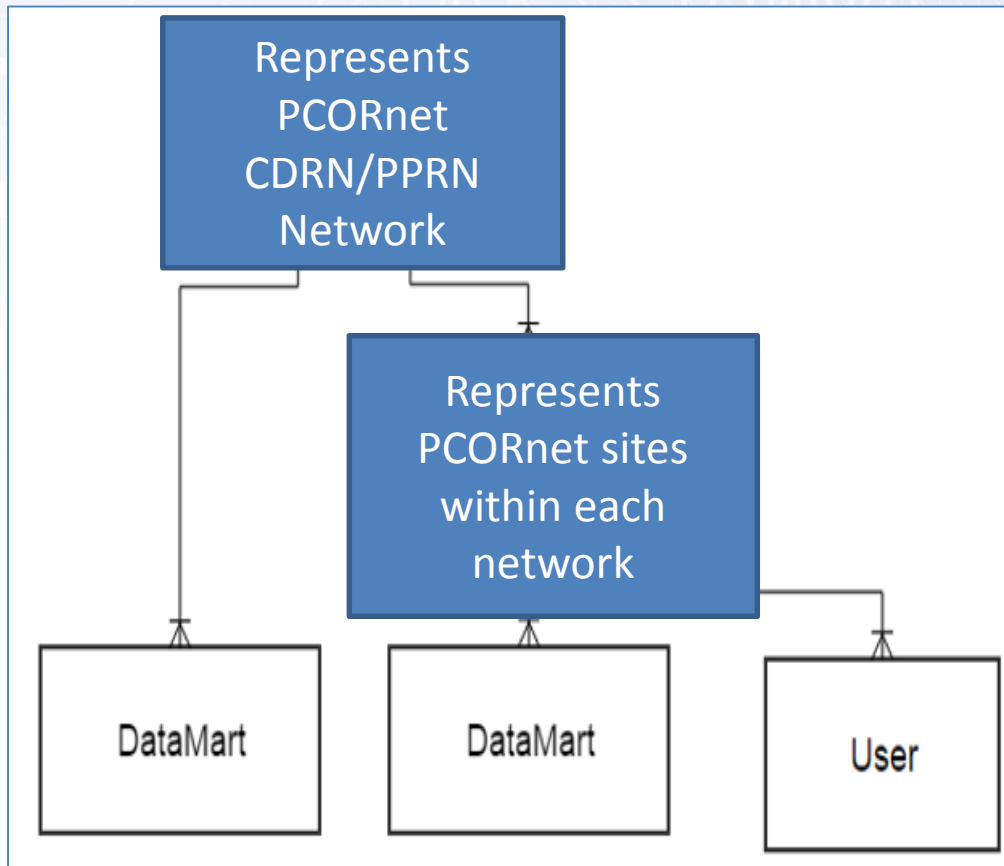 Represents
PCORnet
CDRN/PPRN
Network
Represents
PCORnet sites
within each
network
DataMart
DataMart
User